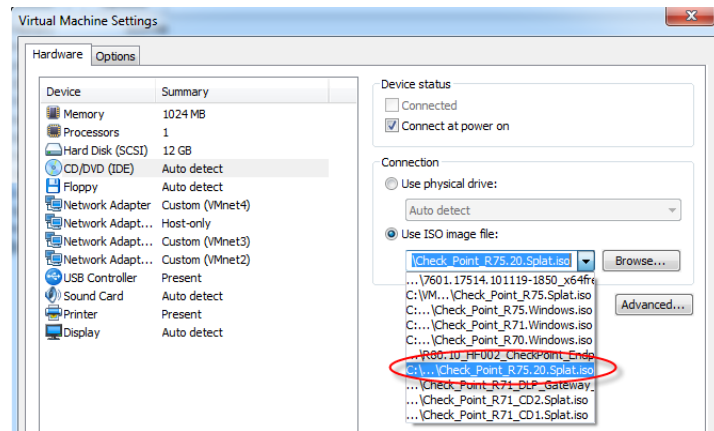 Virtual Machine Settings
Hardware Options
Device Summary
Memory 1024 MB
Processors 1
Hard Disk (SCSI) 12 GB
CD/DVD (IDE) Auto detect
Floppy Auto detect
Network Adapter Custom (VMnet4)
Network Adapt... Host-only
Network Adapt... Custom (VMnet3)
Network Adapt... Custom (VMnet2)
USB Controller Present
Sound Card Auto detect
Printer Present
Display Auto detect
Device status
Connected
Connect at power on
Connection
Use physical drive:
Auto detect
Use ISO image file:
\Check_Point_R75.20.Splat.iso Browse...
...\7601.17514.101119-1850_x64fre
C:\VM...\Check_Point_R75.Splat.iso
C:...\Check_Point_R75.Windows.iso
C:...\Check_Point_R71.Windows.iso
C:...\Check_Point_R70.Windows.iso
...\R80.10_HF002_CheckPoint_Endp
C:\...\Check_Point_R75.20.Splat.iso
...\Check_Point_R71_DLP_Gateway_
...\Check_Point_R71_CD2.Splat.iso
...\Check_Point_R71_CD1.Splat.iso
Advanced...